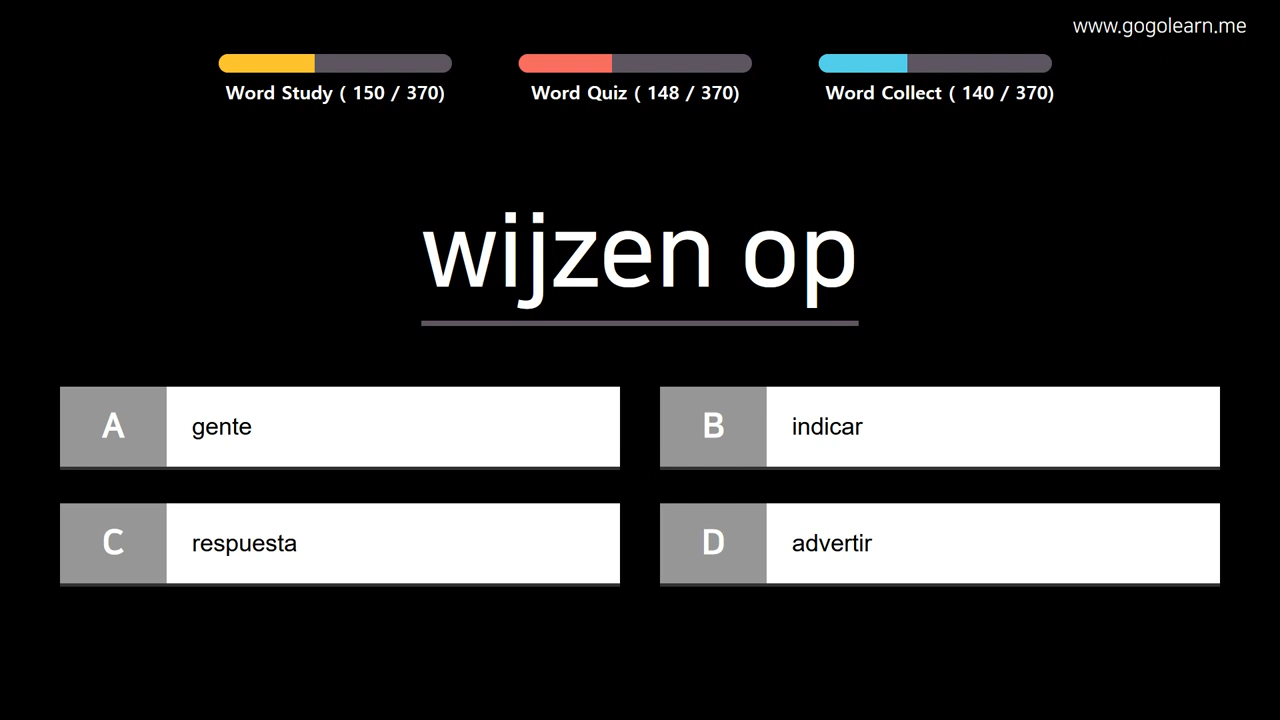 www.gogolearn.me
Word Study ( 150 / 370)
Word Quiz ( 148 / 370)
Word Collect ( 140 / 370)
wijzen op
A gente
B indicar
C respuesta
D advertir